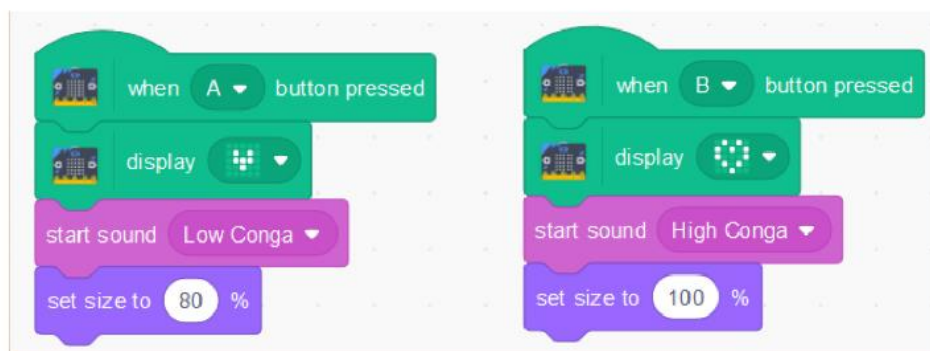 when A button pressed
display
start sound Low Conga
set size to 80 %
when B button pressed
display
start sound High Conga
set size to 100 %